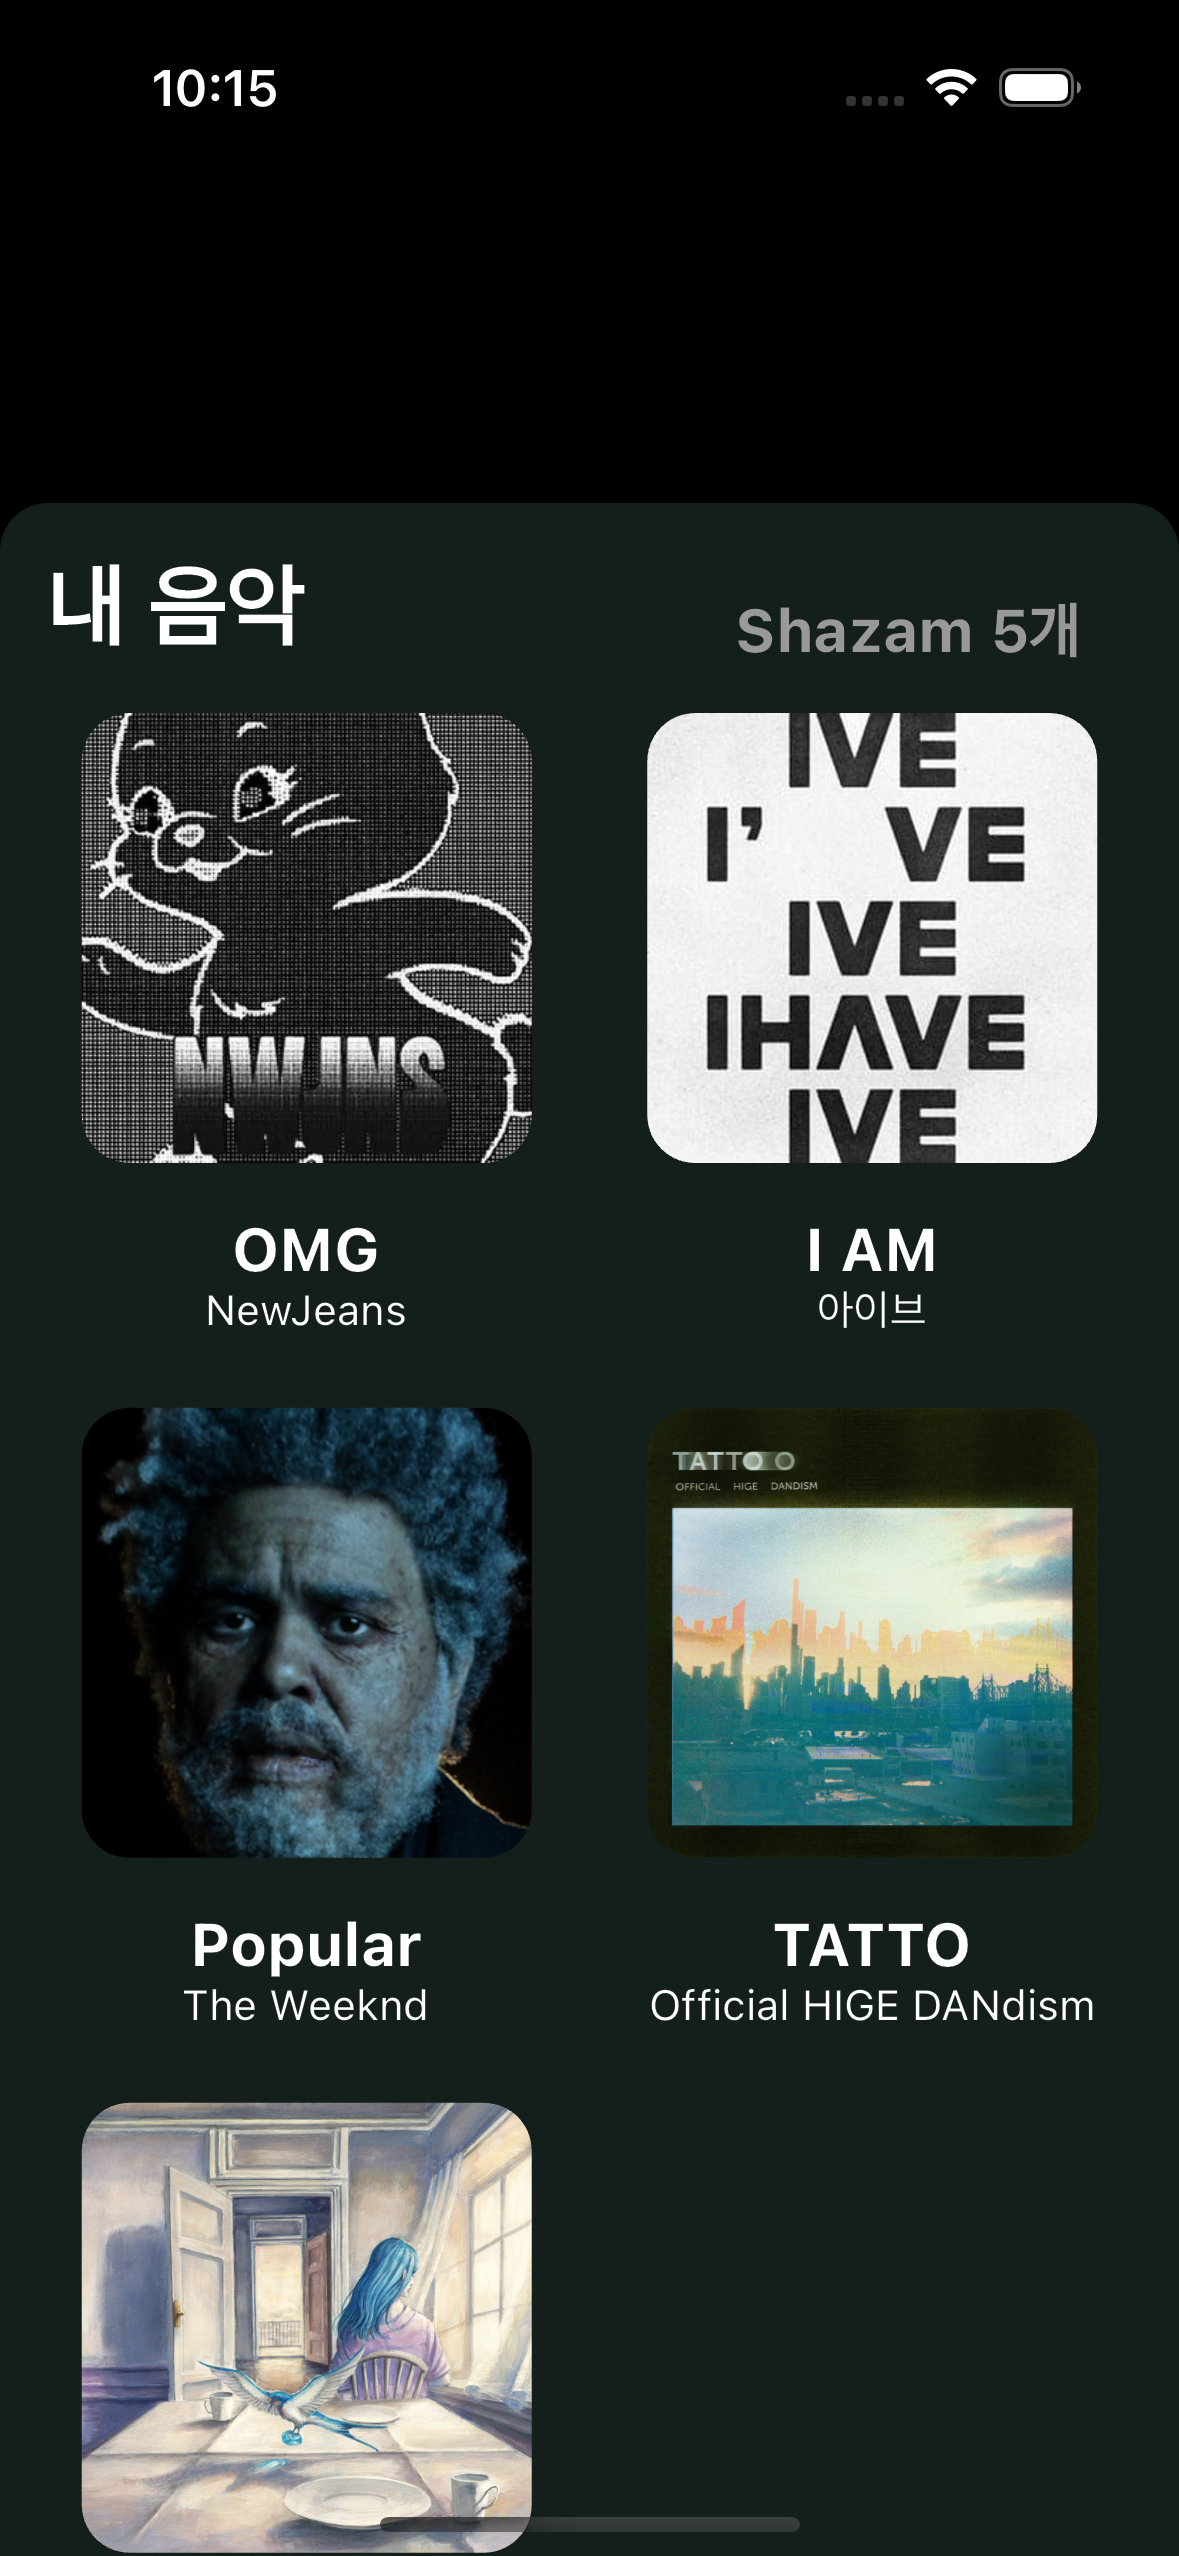 10:15
내 음악
Shazam 5개
NWJNS
IVE
I’ VE
IVE
IHAVE
IVE
OMG
NewJeans
I AM
아이브
TATTOO
OFFICIAL HIGE DANDISM
Popular
The Weeknd
TATTO
Official HIGE DANdism